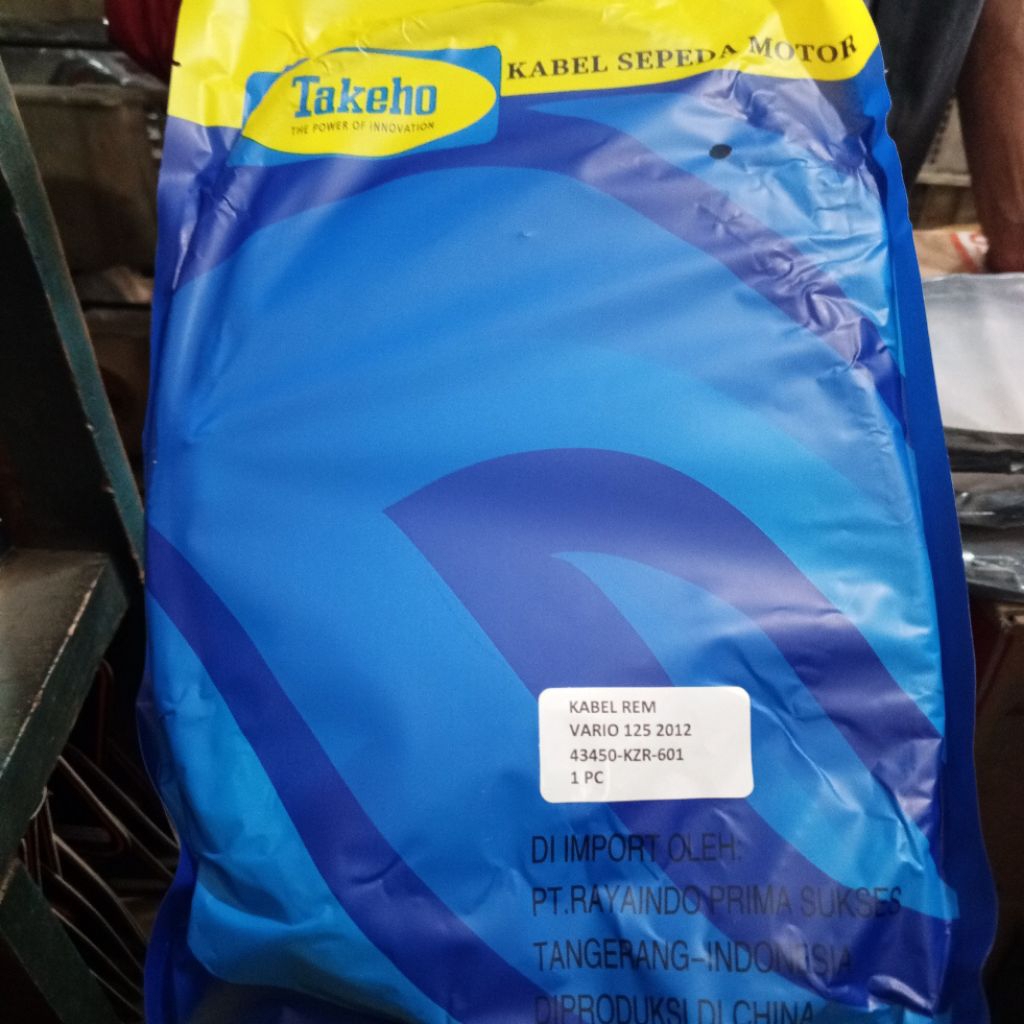 Takeho
THE POWER OF INNOVATION
KABEL SEPEDA MOTOR
KABEL REM
VARIO 125 2012
43450-KZR-601
1 PC
DI IMPORT OLEH:
PT.RAYAINDO PRIMA SUKSES
TANGERANG-INDONESIA
DIPRODUKSI DI CHINA